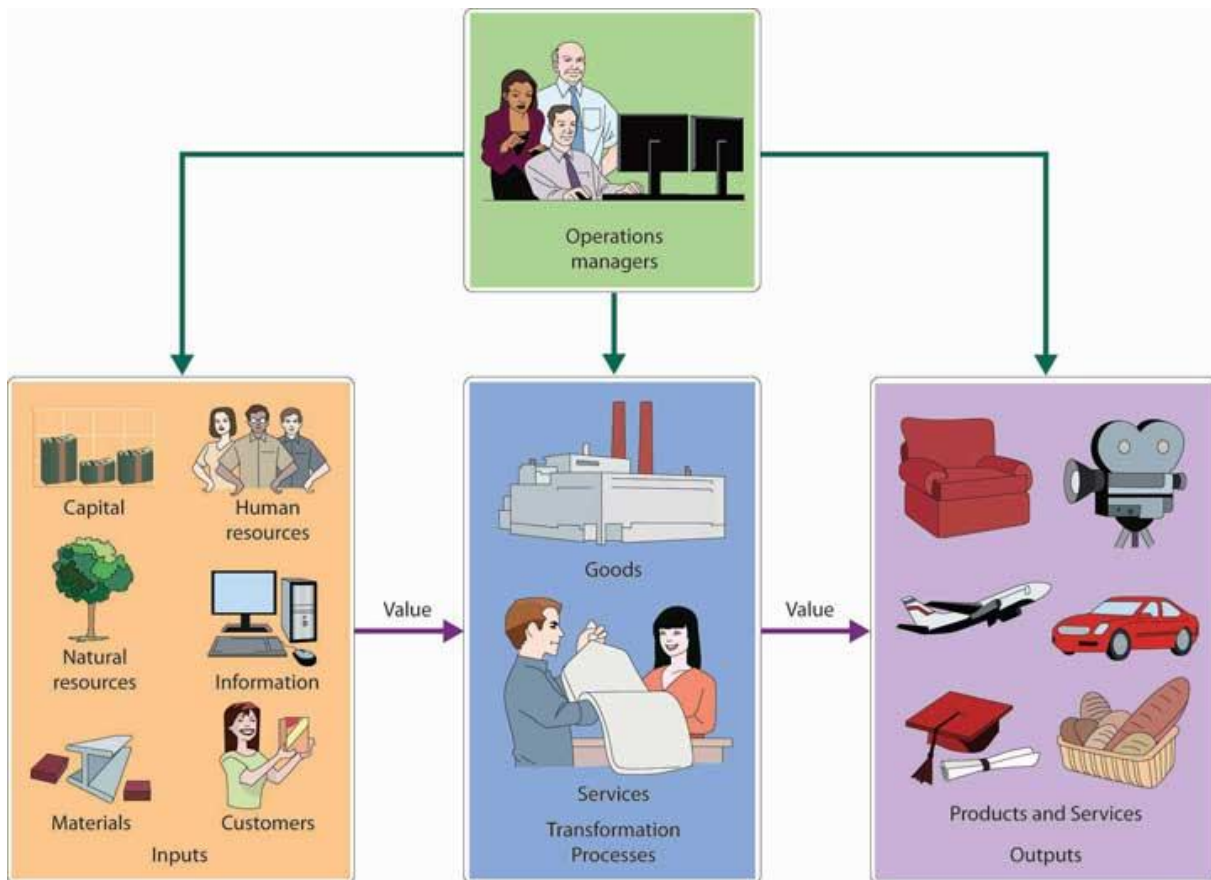 Operations
managers
Capital
Human
resources
Natural
resources
Information
Materials
Customers
Inputs
Value
Goods
Services
Transformation
Processes
Value
Products and Services
Outputs